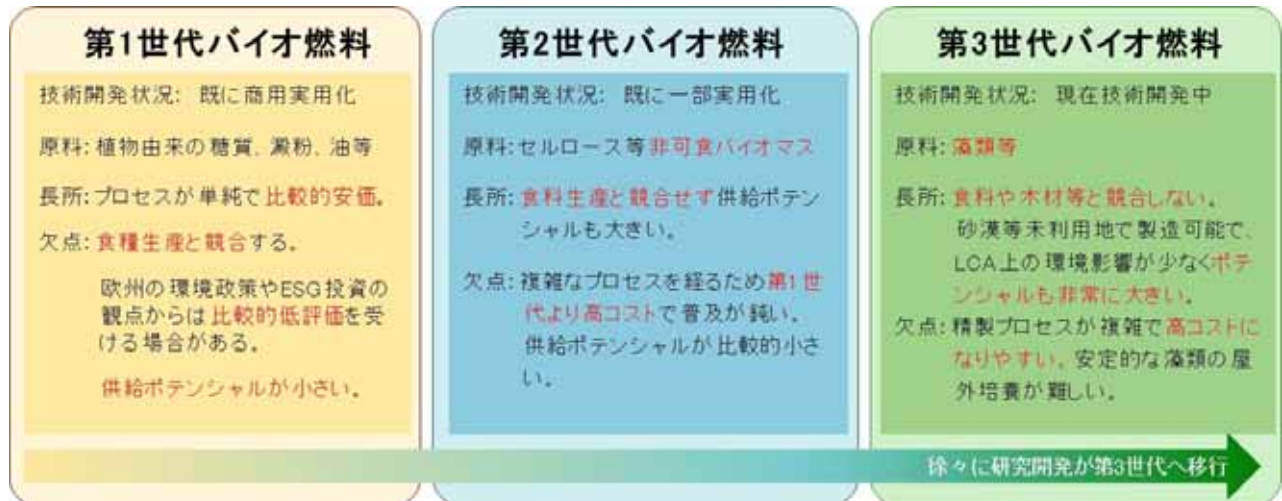 第1世代バイオ燃料
技術開発状況: 既に商用実用化
原料:植物由来の糖質、澱粉、油等
長所:プロセスが単純で比較的安価。
欠点:食糧生産と競合する。
欧州の環境政策やESG投資の
観点からは比較的低評価を受
ける場合がある。
供給ポテンシャルが小さい。
第2世代バイオ燃料
技術開発状況: 既に一部実用化
原料:セルロース等非可食バイオマス
長所:食料生産と競合せず供給ポテン
シャルも大きい。
欠点:複雑なプロセスを経るため第1世
代より高コストで普及が鈍い。
供給ポテンシャルが比較的小さ
い。
第3世代バイオ燃料
技術開発状況: 現在技術開発中
原料:藻類等
長所:食料や木材等と競合しない。
砂漠等未利用地で製造可能で、
LCA上の環境影響が少なくポテ
ンシャルも非常に大きい。
欠点:精製プロセスが複雑で高コストに
なりやすい。安定的な藻類の屋
外培養が難しい。
徐々に研究開発が第3世代へ移行